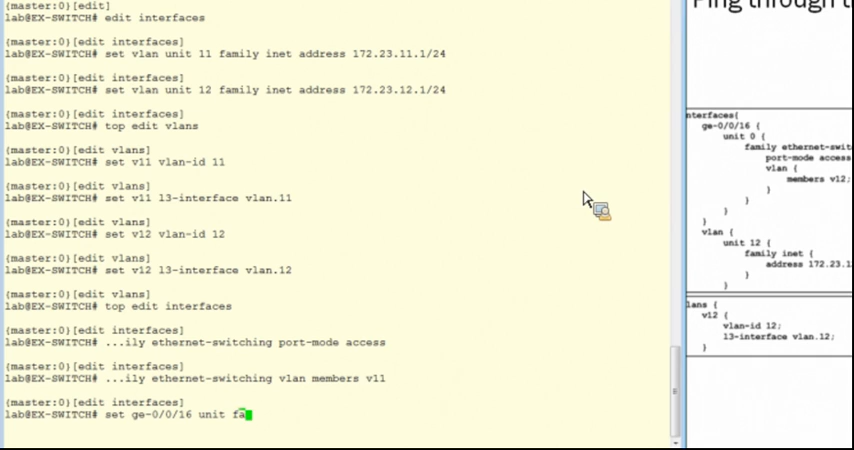 {master:0}[edit]
lab@EX-SWITCH# edit interfaces
{master:0}[edit interfaces]
lab@EX-SWITCH# set vlan unit 11 family inet address 172.23.11.1/24
{master:0}[edit interfaces]
lab@EX-SWITCH# set vlan unit 12 family inet address 172.23.12.1/24
{master:0}[edit interfaces]
lab@EX-SWITCH# top edit vlans
{master:0}[edit vlans]
lab@EX-SWITCH# set v11 vlan-id 11
{master:0}[edit vlans]
lab@EX-SWITCH# set v11 l3-interface vlan.11
{master:0}[edit vlans]
lab@EX-SWITCH# set v12 vlan-id 12
{master:0}[edit vlans]
lab@EX-SWITCH# set v12 l3-interface vlan.12
{master:0}[edit vlans]
lab@EX-SWITCH# top edit interfaces
{master:0}[edit interfaces]
lab@EX-SWITCH# ...ily ethernet-switching port-mode access
{master:0}[edit interfaces]
lab@EX-SWITCH# ...ily ethernet-switching vlan members v11
{master:0}[edit interfaces]
lab@EX-SWITCH# set ge-0/0/16 unit fa
Ping through t
nterfaces{
ge-0/0/16 {
unit 0 {
family ethernet-swit
port-mode access
vlan {
members v12;
}
}
}
}
vlan {
unit 12 {
family inet {
address 172.23.1
}
}
lans {
v12 {
vlan-id 12;
l3-interface vlan.12;
}